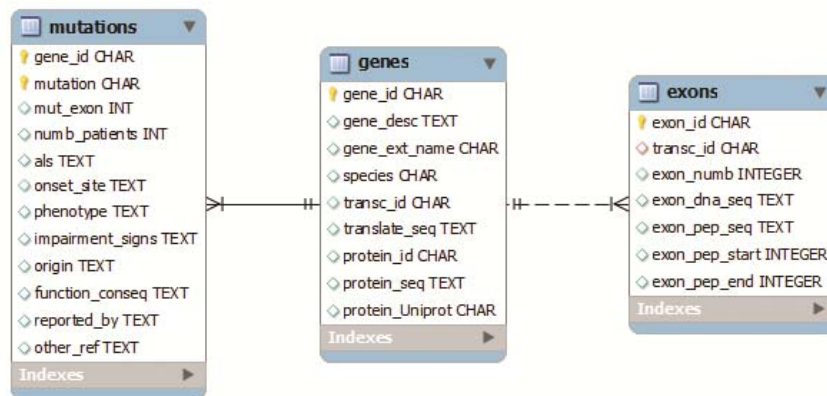 mutations
gene_id CHAR
mutation CHAR
mut_exon INT
numb_patients INT
als TEXT
onset_site TEXT
phenotype TEXT
impairment_signs TEXT
origin TEXT
function_conseq TEXT
reported_by TEXT
other_ref TEXT
Indexes
genes
gene_id CHAR
gene_desc TEXT
gene_ext_name CHAR
species CHAR
transc_id CHAR
translate_seq TEXT
protein_id CHAR
protein_seq TEXT
protein_Uniprot CHAR
Indexes
exons
exon_id CHAR
transc_id CHAR
exon_numb INTEGER
exon_dna_seq TEXT
exon_pep_seq TEXT
exon_pep_start INTEGER
exon_pep_end INTEGER
Indexes